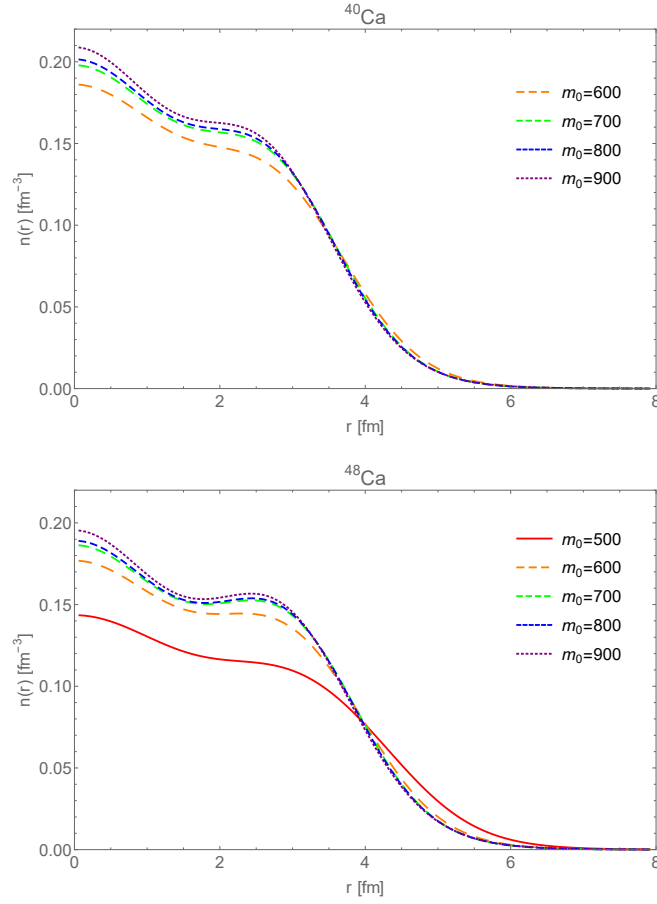 ⁴⁰Ca
0.20
0.15
0.10
0.05
0.00
n(r) [fm⁻³]
m₀=600
m₀=700
m₀=800
m₀=900
0 2 4 6 8
r [fm]
⁴⁸Ca
0.20
0.15
0.10
0.05
0.00
n(r) [fm⁻³]
m₀=500
m₀=600
m₀=700
m₀=800
m₀=900
0 2 4 6 8
r [fm]